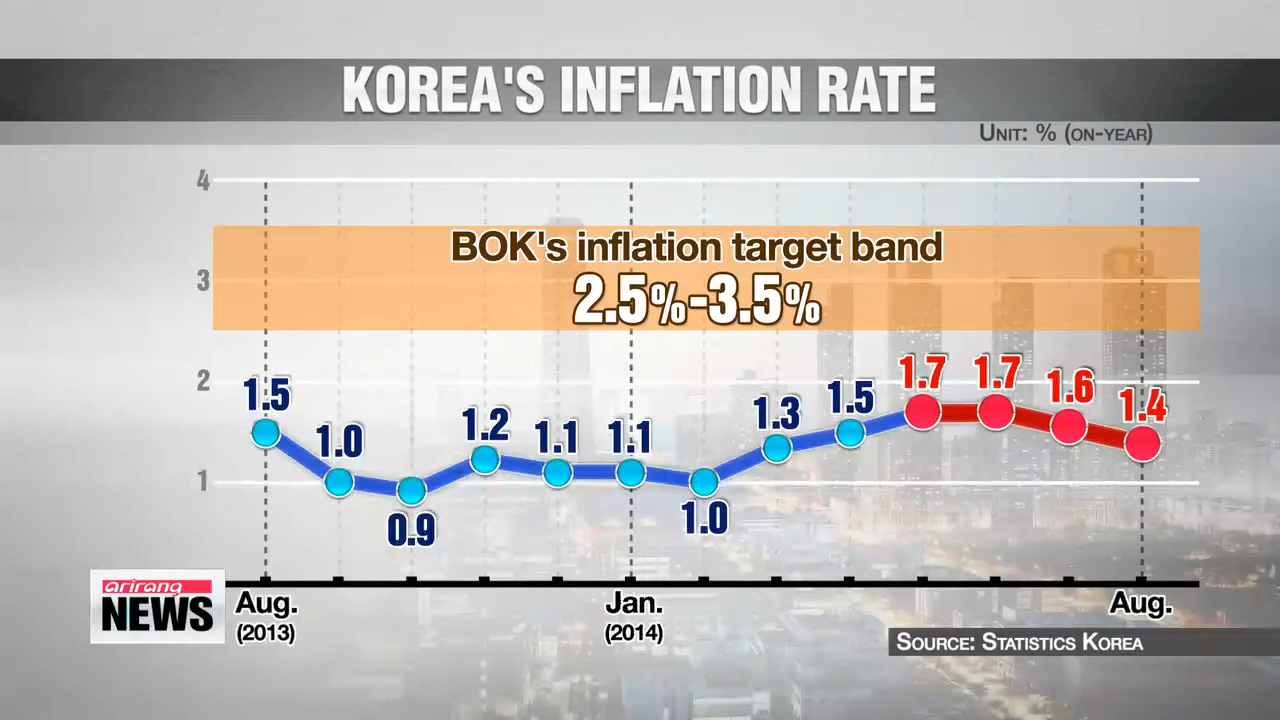 KOREA'S INFLATION RATE
UNIT: % (ON-YEAR)
4
BOK's inflation target band
3
2.5%-3.5%
2
1.5
1.0
0.9
1.2
1.1
1.1
1.0
1.3
1.5
1.7
1.7
1.6
1.4
1
arirang
NEWS
Aug.
(2013)
Jan.
(2014)
Aug.
SOURCE: STATISTICS KOREA